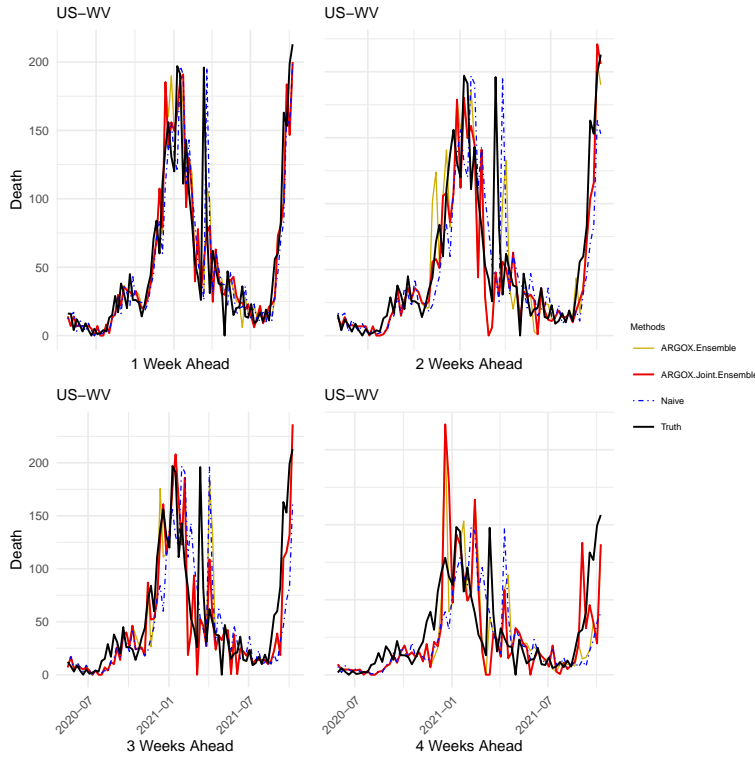 US−WV
US−WV
Death
200
150
100
50
0
1 Week Ahead
2 Weeks Ahead
Methods
ARGOX.Ensemble
ARGOX.Joint.Ensemble
Naive
Truth
US−WV
US−WV
Death
200
150
100
50
0
2020−07
2021−01
2021−07
2020−07
2021−01
2021−07
3 Weeks Ahead
4 Weeks Ahead